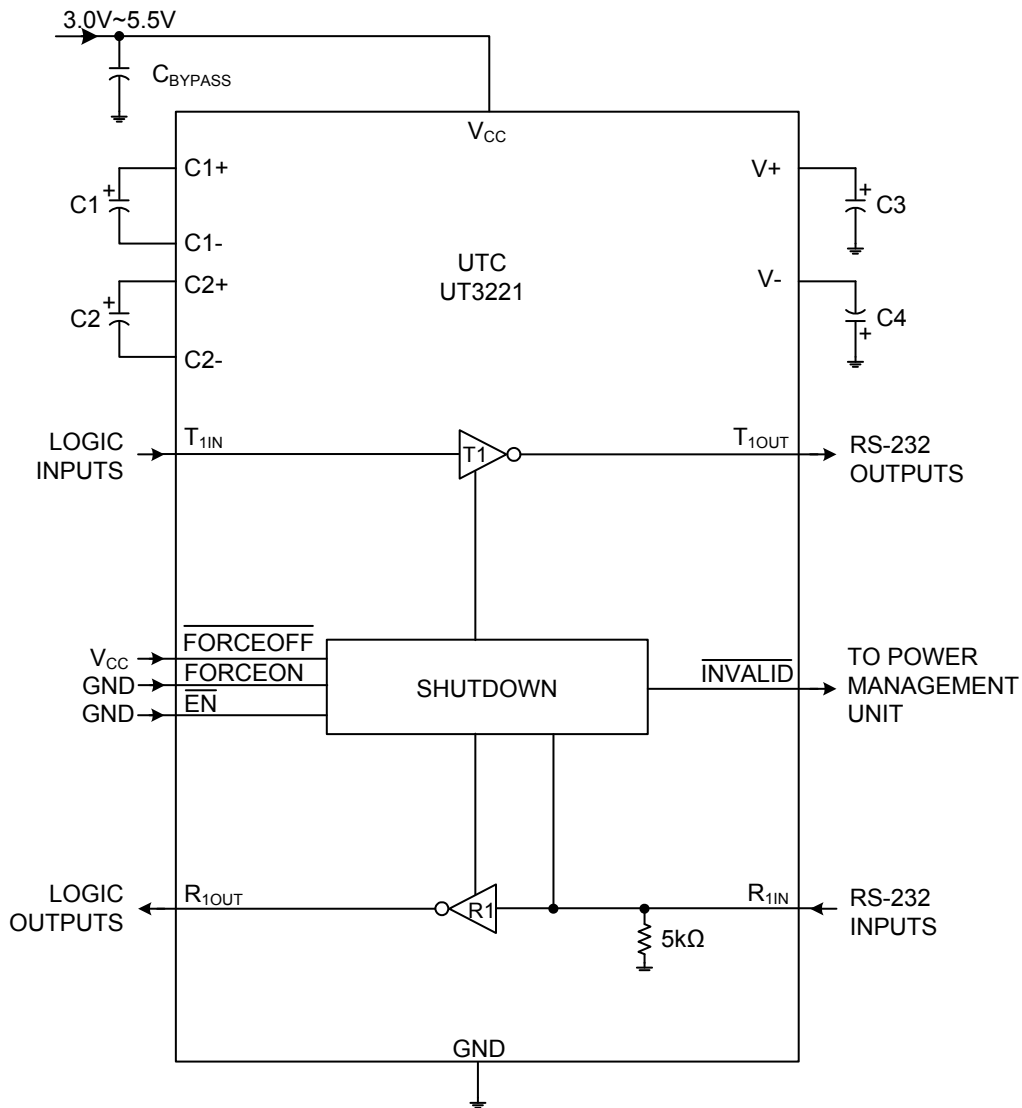 3.0V~5.5V
CBYPASS
VCC
C1+
C1
+
C1-
C2+
C2
+
C2-
V+
+
C3
V-
C4
+
UTC
UT3221
LOGIC
INPUTS
T1IN
T1
T1OUT
RS-232
OUTPUTS
VCC
FORCEOFF
GND
FORCEON
GND
EN
SHUTDOWN
INVALID
TO POWER
MANAGEMENT
UNIT
LOGIC
OUTPUTS
R1OUT
R1
R1IN
RS-232
INPUTS
5kΩ
GND